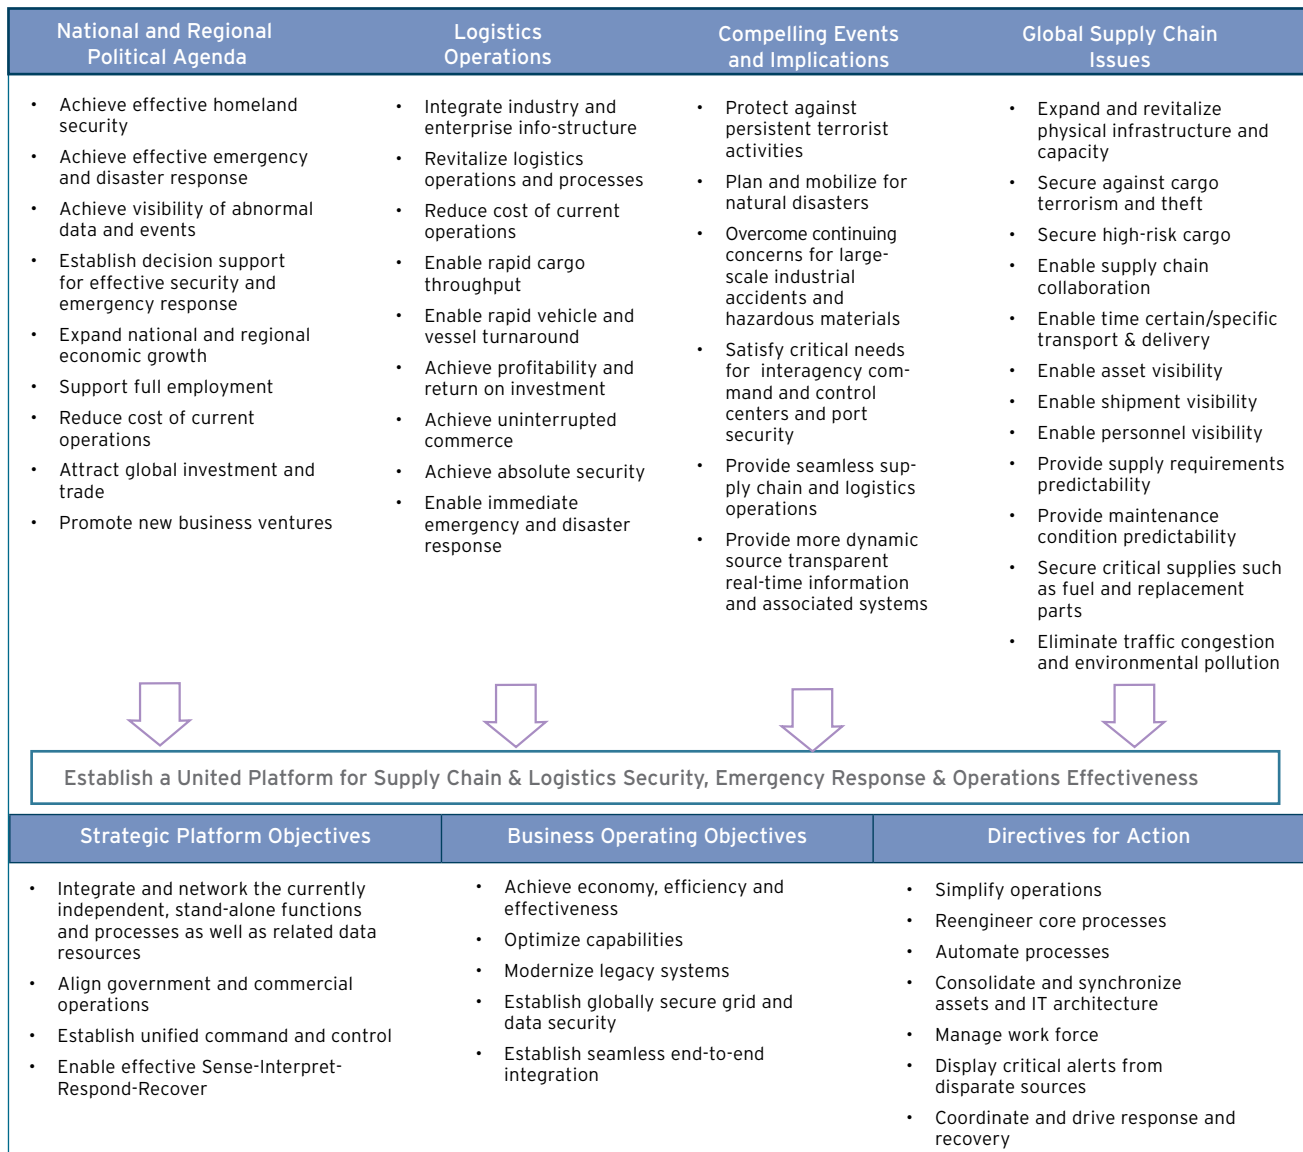 National and Regional
Political Agenda
• Achieve effective homeland
security
• Achieve effective emergency
and disaster response
• Achieve visibility of abnormal
data and events
• Establish decision support
for effective security and
emergency response
• Expand national and regional
economic growth
• Support full employment
• Reduce cost of current
operations
• Attract global investment and
trade
• Promote new business ventures
Logistics
Operations
• Integrate industry and
enterprise info-structure
• Revitalize logistics
operations and processes
• Reduce cost of current
operations
• Enable rapid cargo
throughput
• Enable rapid vehicle and
vessel turnaround
• Achieve profitability and
return on investment
• Achieve uninterrupted
commerce
• Achieve absolute security
• Enable immediate
emergency and disaster
response
Compelling Events
and Implications
• Protect against
persistent terrorist
activities
• Plan and mobilize for
natural disasters
• Overcome continuing
concerns for large-
scale industrial
accidents and
hazardous materials
• Satisfy critical needs
for interagency com-
mand and control
centers and port
security
• Provide seamless sup-
ply chain and logistics
operations
• Provide more dynamic
source transparent
real-time information
and associated systems
Global Supply Chain
Issues
• Expand and revitalize
physical infrastructure and
capacity
• Secure against cargo
terrorism and theft
• Secure high-risk cargo
• Enable supply chain
collaboration
• Enable time certain/specific
transport & delivery
• Enable asset visibility
• Enable shipment visibility
• Enable personnel visibility
• Provide supply requirements
predictability
• Provide maintenance
condition predictability
• Secure critical supplies such
as fuel and replacement
parts
• Eliminate traffic congestion
and environmental pollution
Establish a United Platform for Supply Chain & Logistics Security, Emergency Response & Operations Effectiveness
Strategic Platform Objectives
• Integrate and network the currently
independent, stand-alone functions
and processes as well as related data
resources
• Align government and commercial
operations
• Establish unified command and control
• Enable effective Sense-Interpret-
Respond-Recover
Business Operating Objectives
• Achieve economy, efficiency and
effectiveness
• Optimize capabilities
• Modernize legacy systems
• Establish globally secure grid and
data security
• Establish seamless end-to-end
integration
Directives for Action
• Simplify operations
• Reengineer core processes
• Automate processes
• Consolidate and synchronize
assets and IT architecture
• Manage work force
• Display critical alerts from
disparate sources
• Coordinate and drive response and
recovery